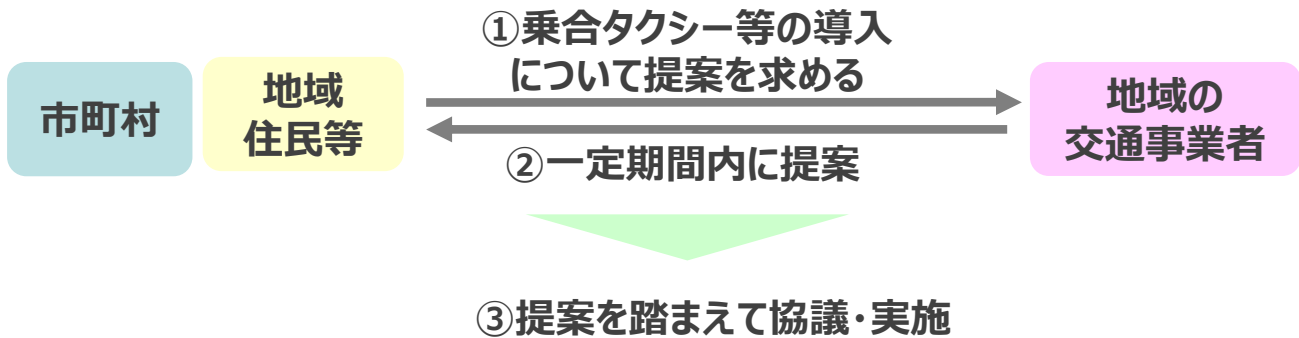 ①乗合タクシー等の導入
について提案を求める
市町村
地域
住民等
地域の
交通事業者
②一定期間内に提案
③提案を踏まえて協議・実施